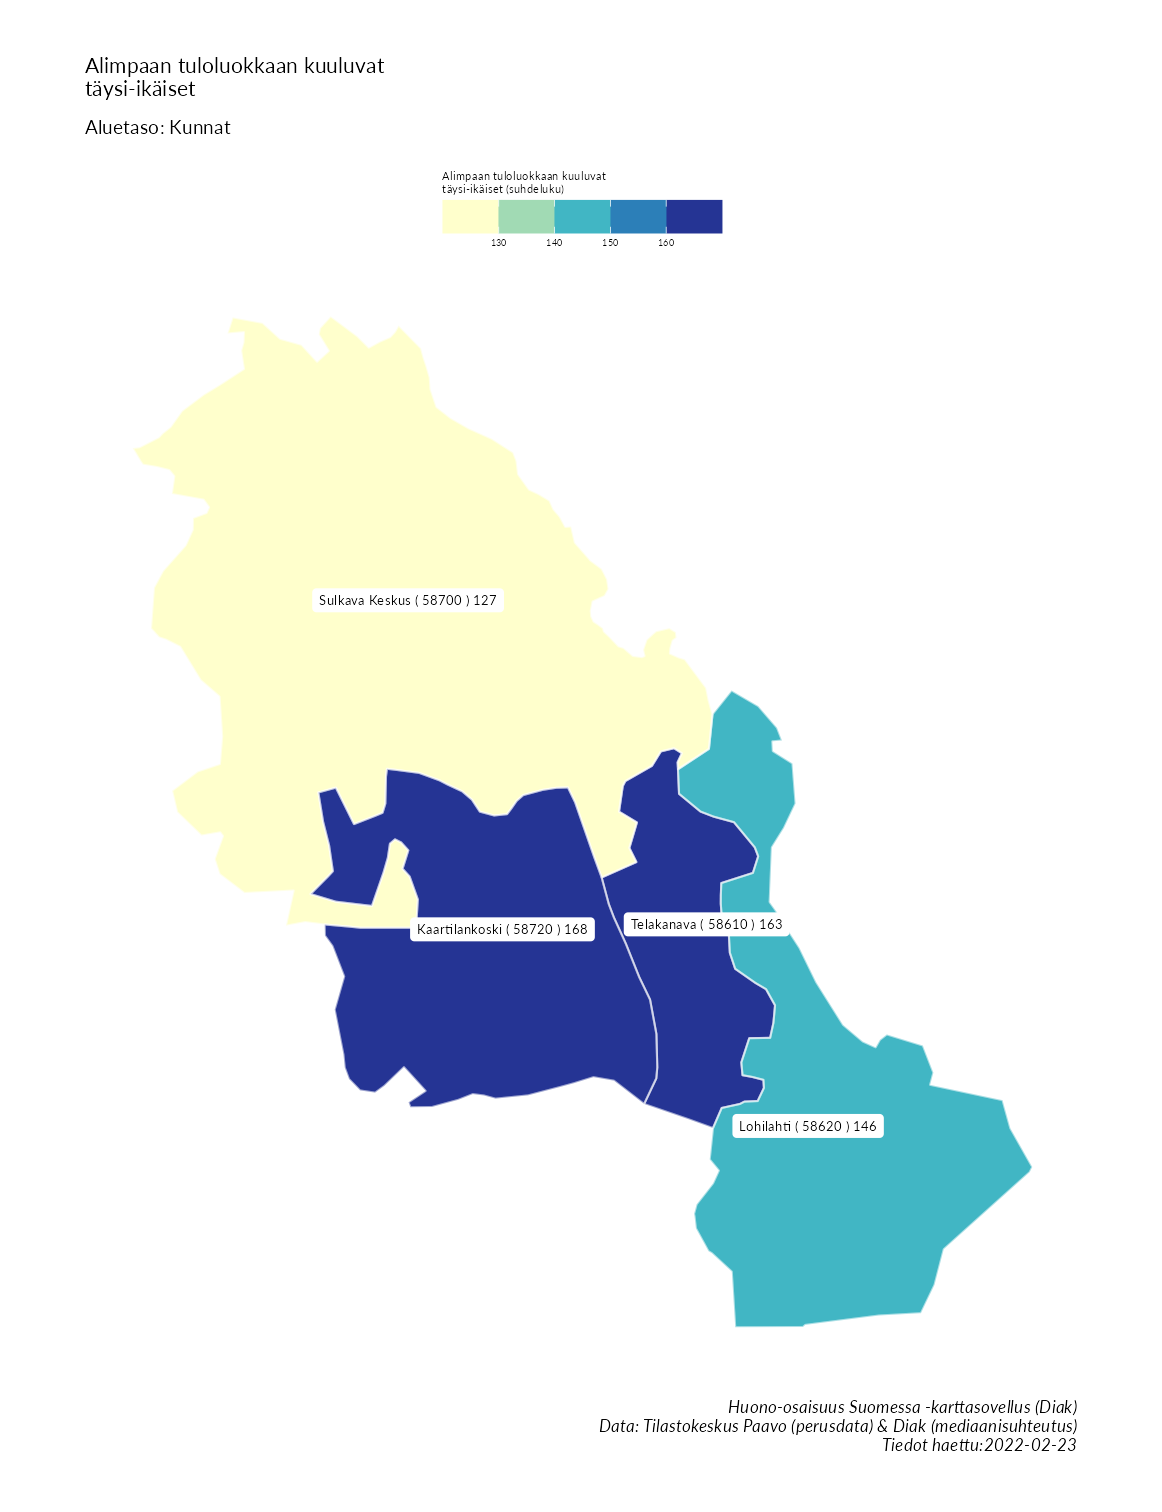 Alimpaan tuloluokkaan kuuluvat
täysi-ikäiset
Aluetaso: Kunnat
Alimpaan tuloluokkaan kuuluvat
täysi-ikäiset (suhdeluku)
130 140 150 160
Sulkava Keskus ( 58700 ) 127
Kaartilankoski ( 58720 ) 168
Telakanava ( 58610 ) 163
Lohilahti ( 58620 ) 146
Huono-osaisuus Suomessa -karttasovellus (Diak)
Data: Tilastokeskus Paavo (perusdata) & Diak (mediaanisuhteutus)
Tiedot haettu:2022-02-23